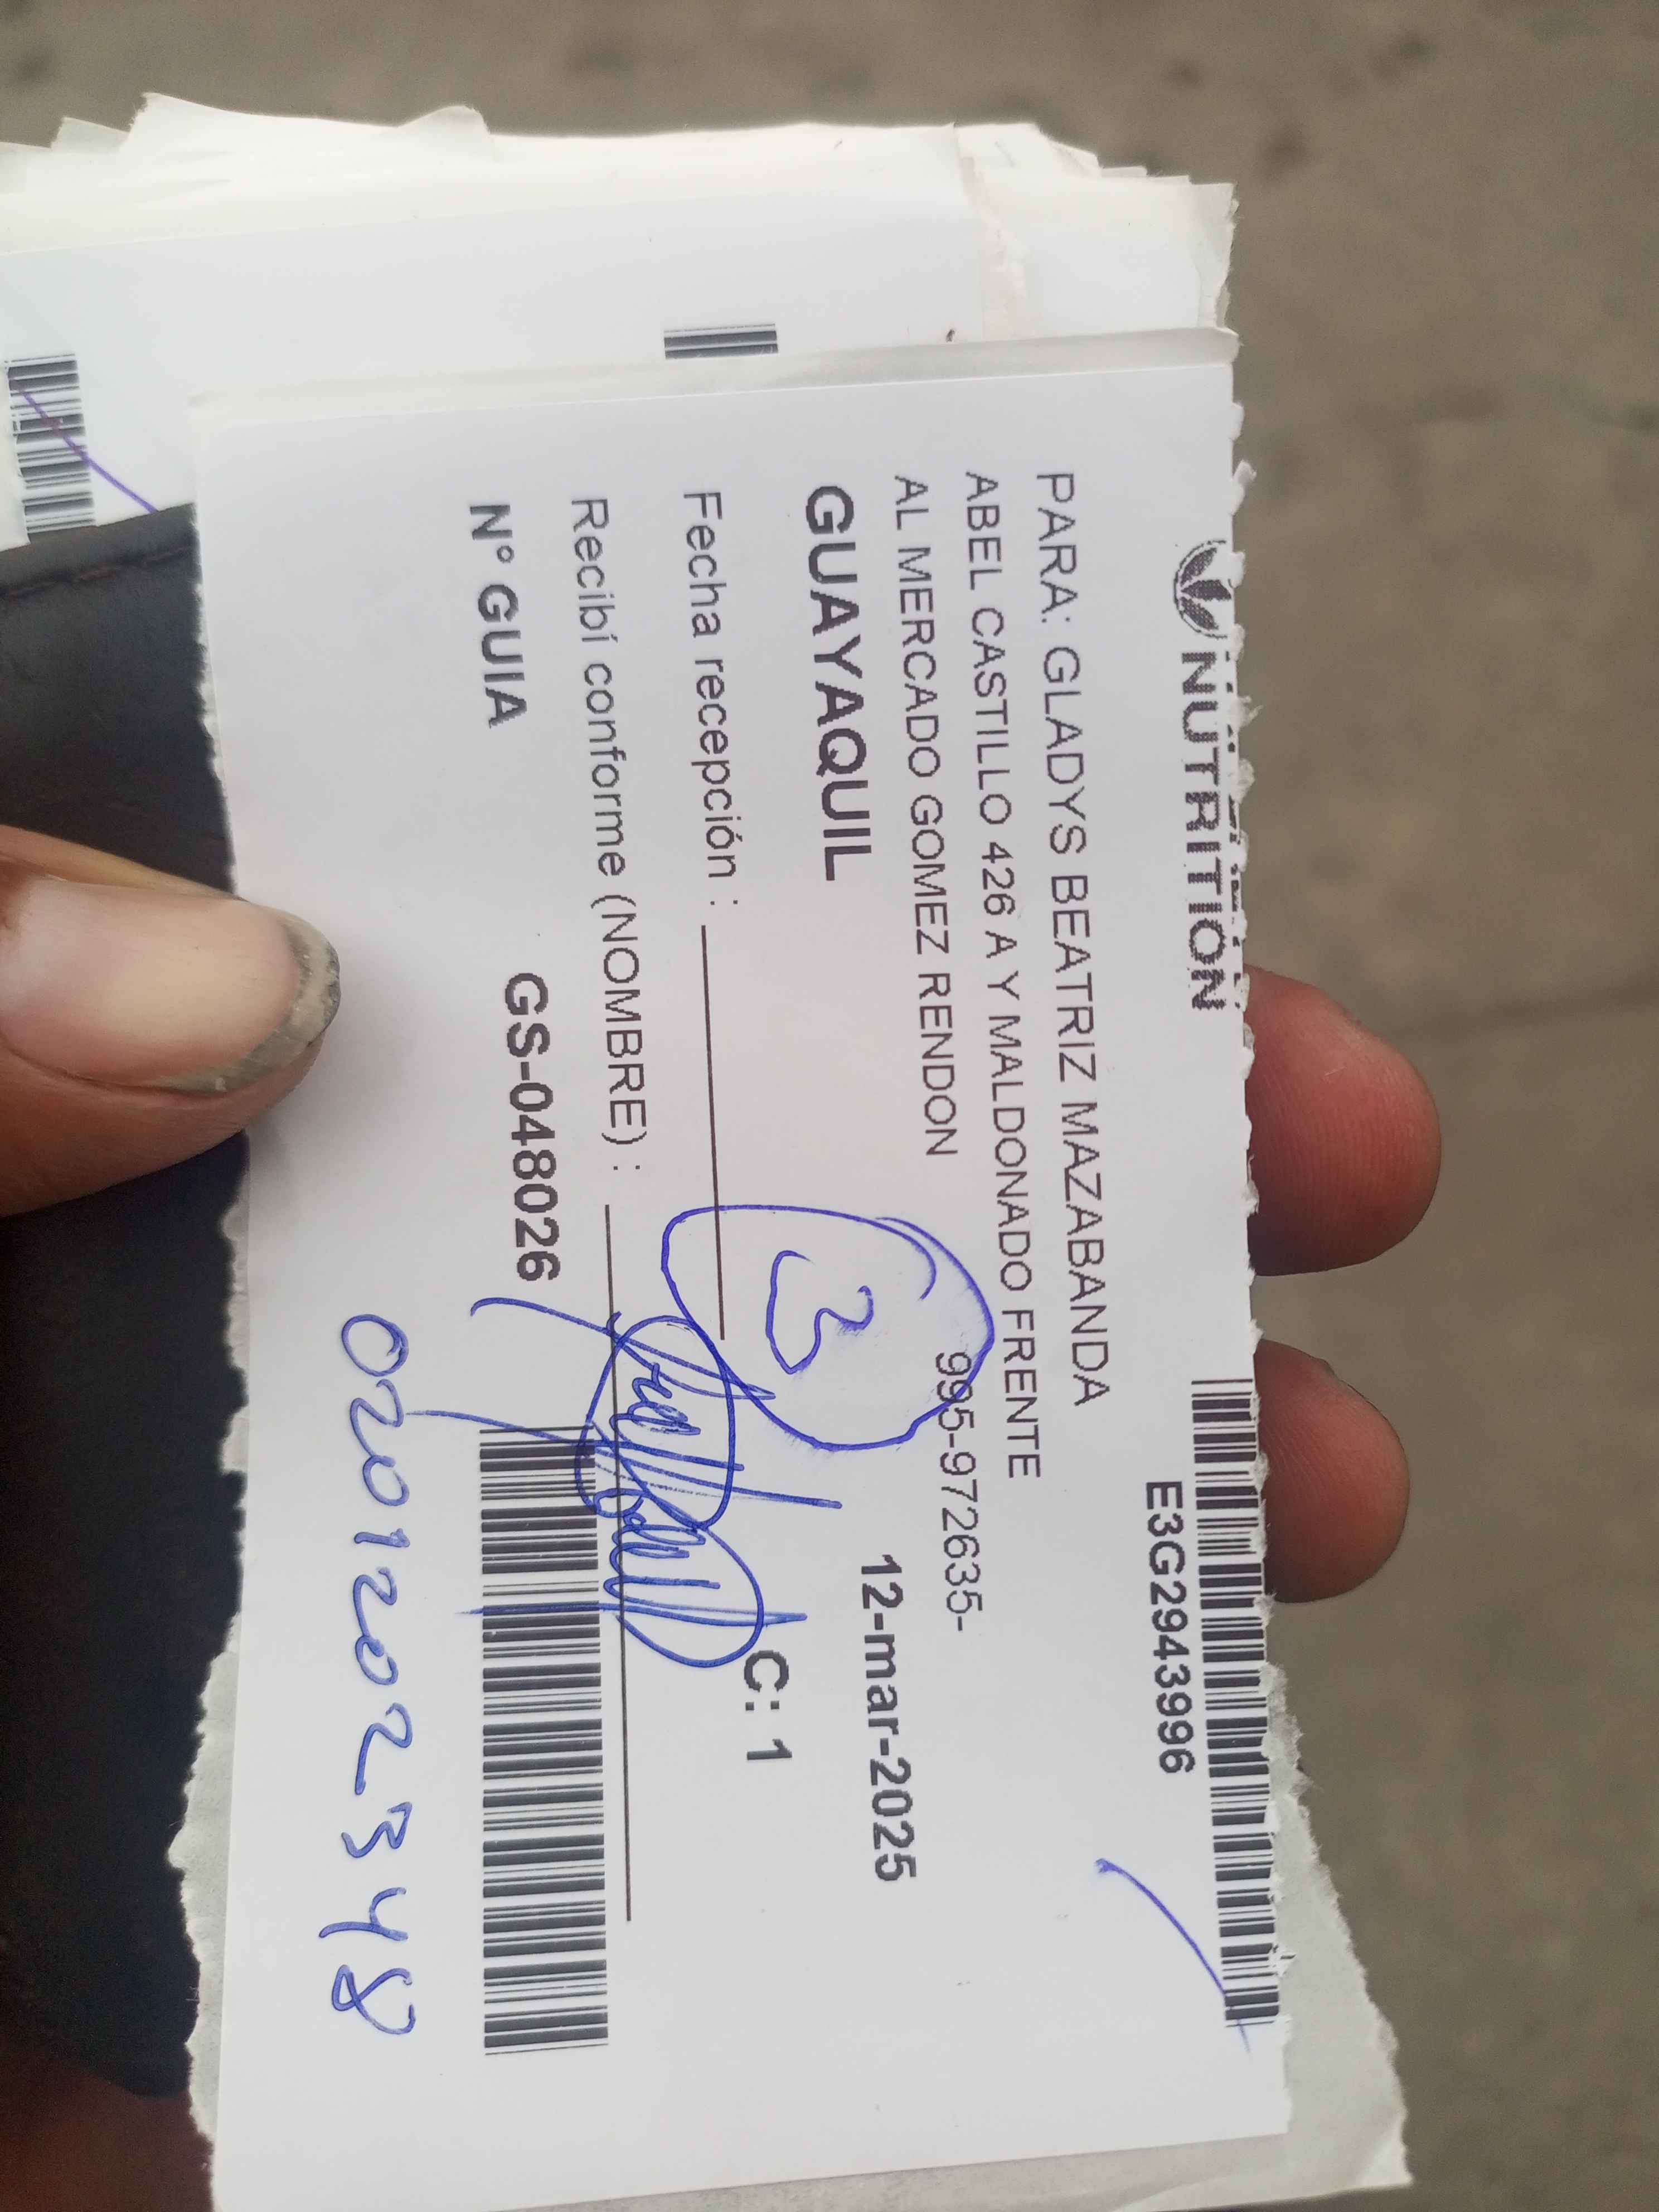 NUTRITION
E3G2943996
PARA: GLADYS BEATRIZ MAZABANDA
ABEL CASTILLO 426 A Y MALDONADO FRENTE
AL MERCADO GOMEZ RENDON 995-972635-
GUAYAQUIL 12-mar-2025
3
Fecha recepción : C: 1
Recibí conforme (NOMBRE) :
N° GUIA GS-048026
0201202348